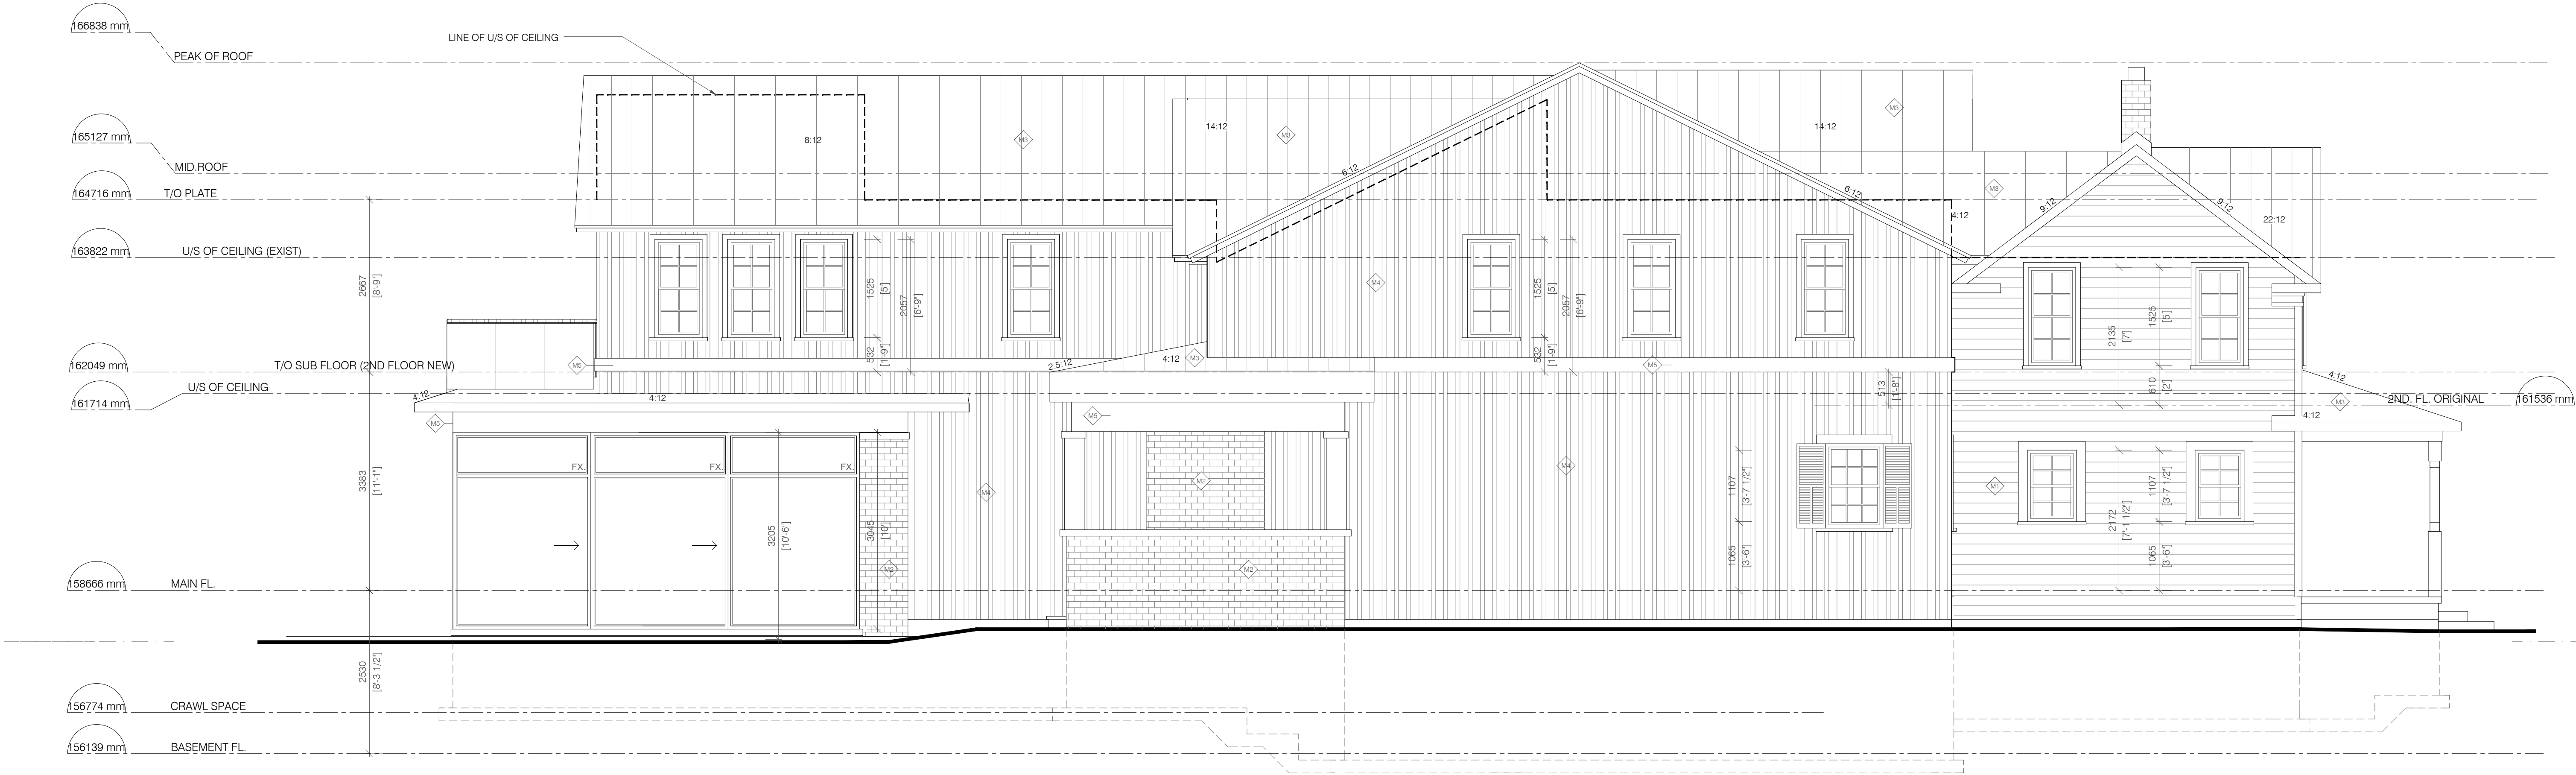 166838 mm
PEAK OF ROOF
LINE OF U/S OF CEILING
165127 mm
MID.ROOF
164716 mm
T/O PLATE
163822 mm
U/S OF CEILING (EXIST)
162049 mm
T/O SUB FLOOR (2ND FLOOR NEW)
161714 mm
U/S OF CEILING
158666 mm
MAIN FL.
156774 mm
CRAWL SPACE
156139 mm
BASEMENT FL.
2667
[8'-9"]
3383
[11'-1"]
2530
[8'-3 1/2"]
8:12
M3
14:12
M3
6:12
6:12
14:12
M3
M3
4:12
9:12
9:12
22:12
1525
[5']
2057
[6'-9"]
532
[1'-9"]
M4
1525
[5']
2057
[6'-9"]
532
[1'-9"]
2135
[7']
1525
[5']
610
[2']
M5
2.5:12
4:12
M3
M5
513
[1'-8"]
4:12
M3
4:12
2ND. FL. ORIGINAL
161536 mm
4:12
4:12
M5
M5
FX.
FX.
FX.
3205
[10'-6"]
3045
[10']
M2
M4
M2
M2
M4
1107
[3'-7 1/2"]
1065
[3'-6"]
M1
2172
[7'-1 1/2"]
1107
[3'-7 1/2"]
1065
[3'-6"]